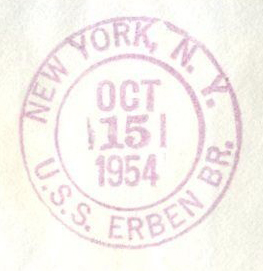 NEW YORK, N.Y.
OCT
15
1954
U.S.S. ERBEN BR.